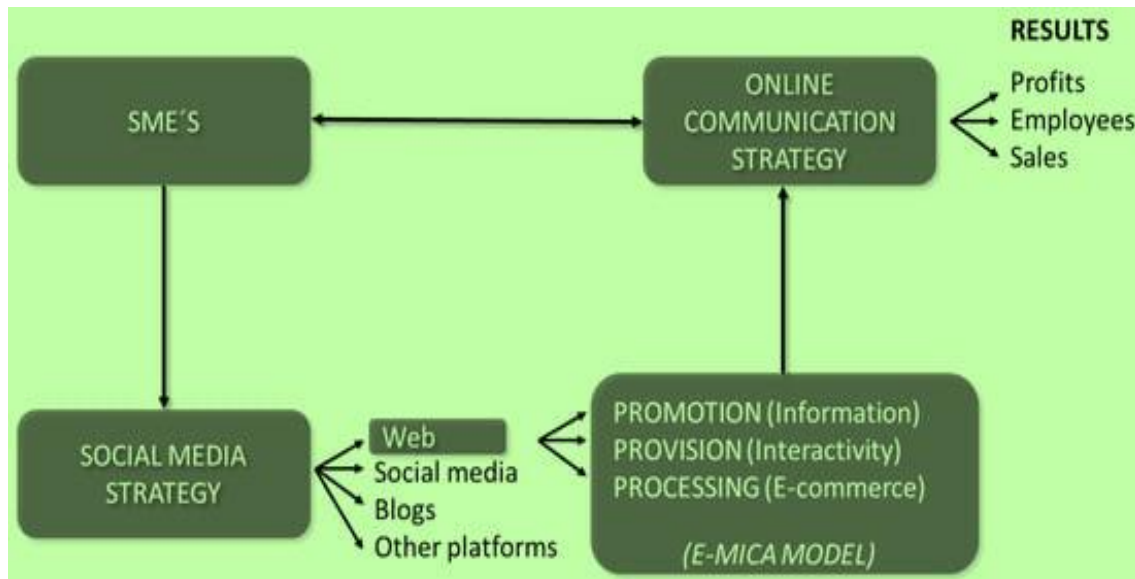 RESULTS
SME´S
ONLINE
COMMUNICATION
STRATEGY
Profits
Employees
Sales
SOCIAL MEDIA
STRATEGY
Web
Social media
Blogs
Other platforms
PROMOTION (Information)
PROVISION (Interactivity)
PROCESSING (E-commerce)
(E-MICA MODEL)